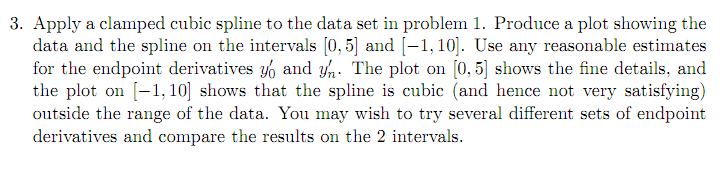 3. Apply a clamped cubic spline to the data set in problem 1. Produce a plot showing the
data and the spline on the intervals [0, 5] and [−1, 10]. Use any reasonable estimates
for the endpoint derivatives y′₀ and y′ₙ. The plot on [0, 5] shows the fine details, and
the plot on [−1, 10] shows that the spline is cubic (and hence not very satisfying)
outside the range of the data. You may wish to try several different sets of endpoint
derivatives and compare the results on the 2 intervals.